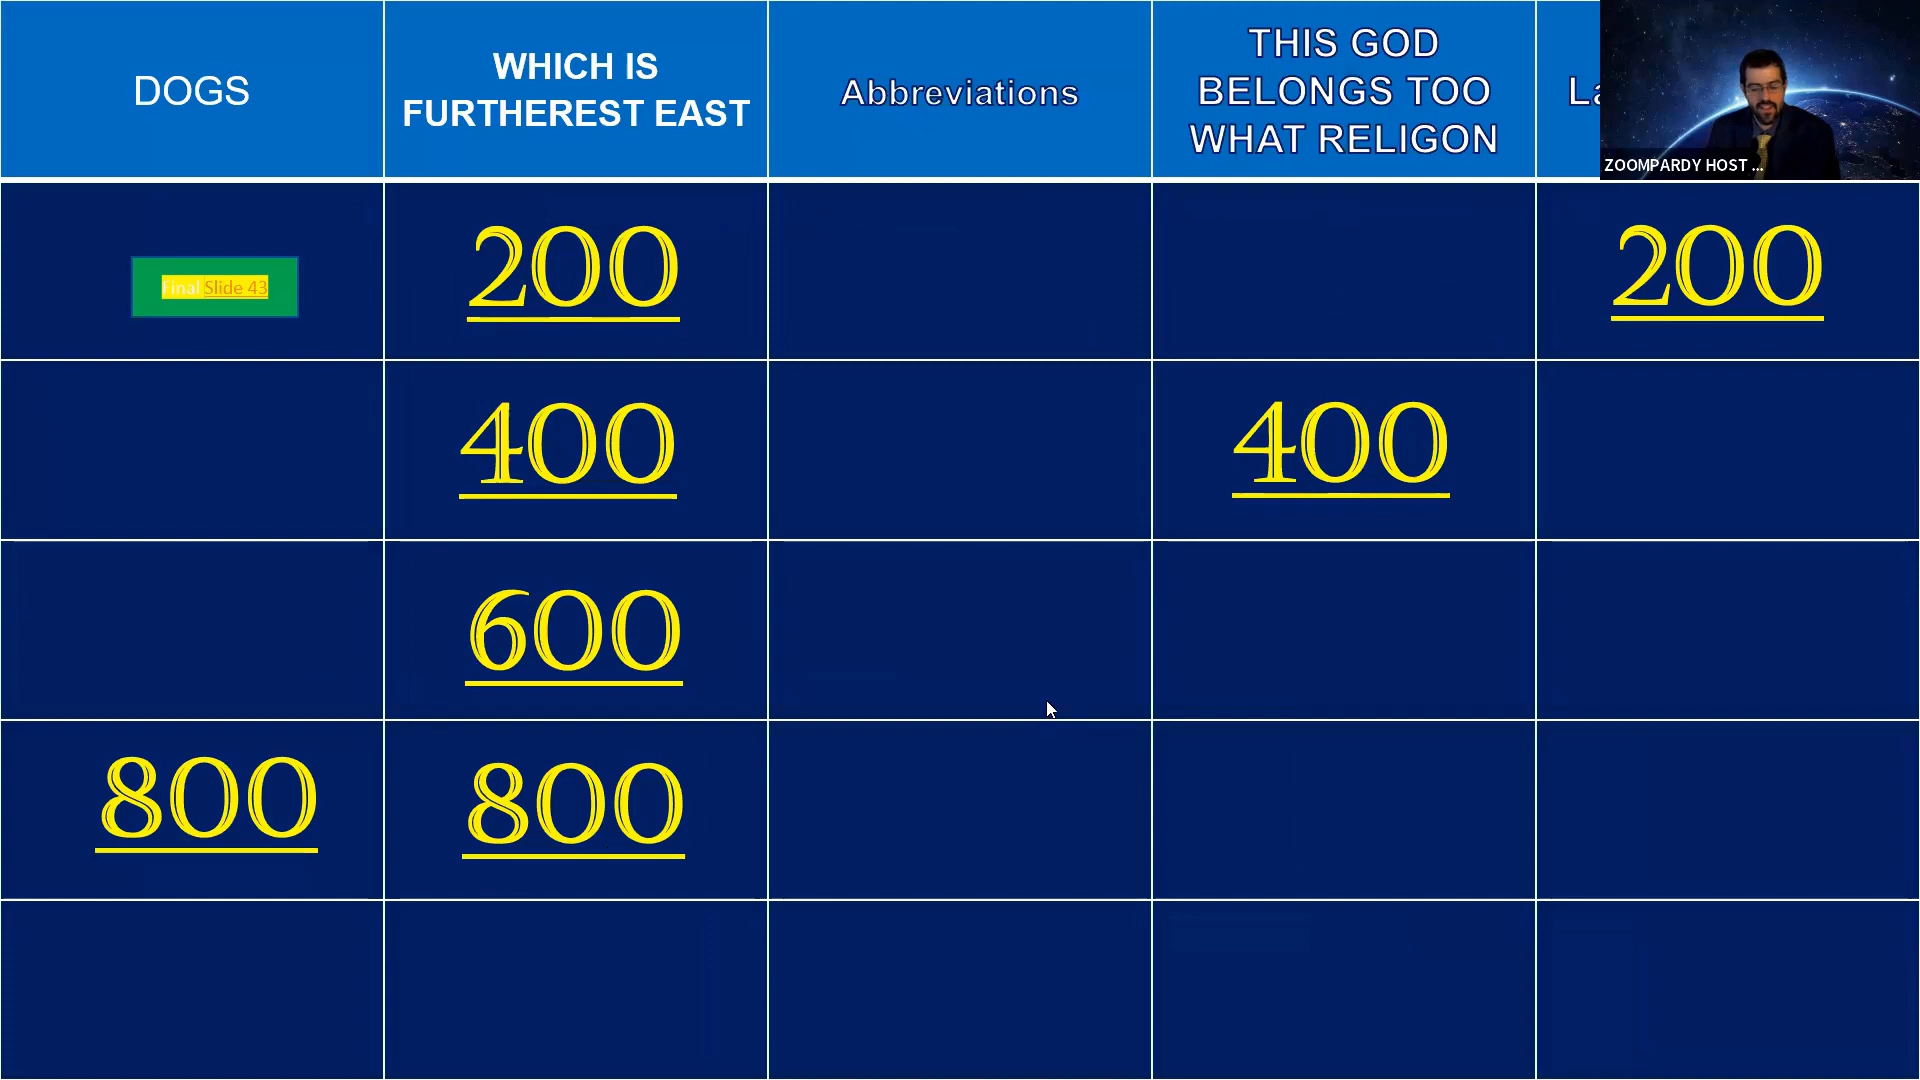 DOGS
WHICH IS
FURTHEREST EAST
Abbreviations
THIS GOD
BELONGS TOO
WHAT RELIGON
ZOOMPARDY HOST ...
Final Slide 43
200
200
400
400
600
800
800